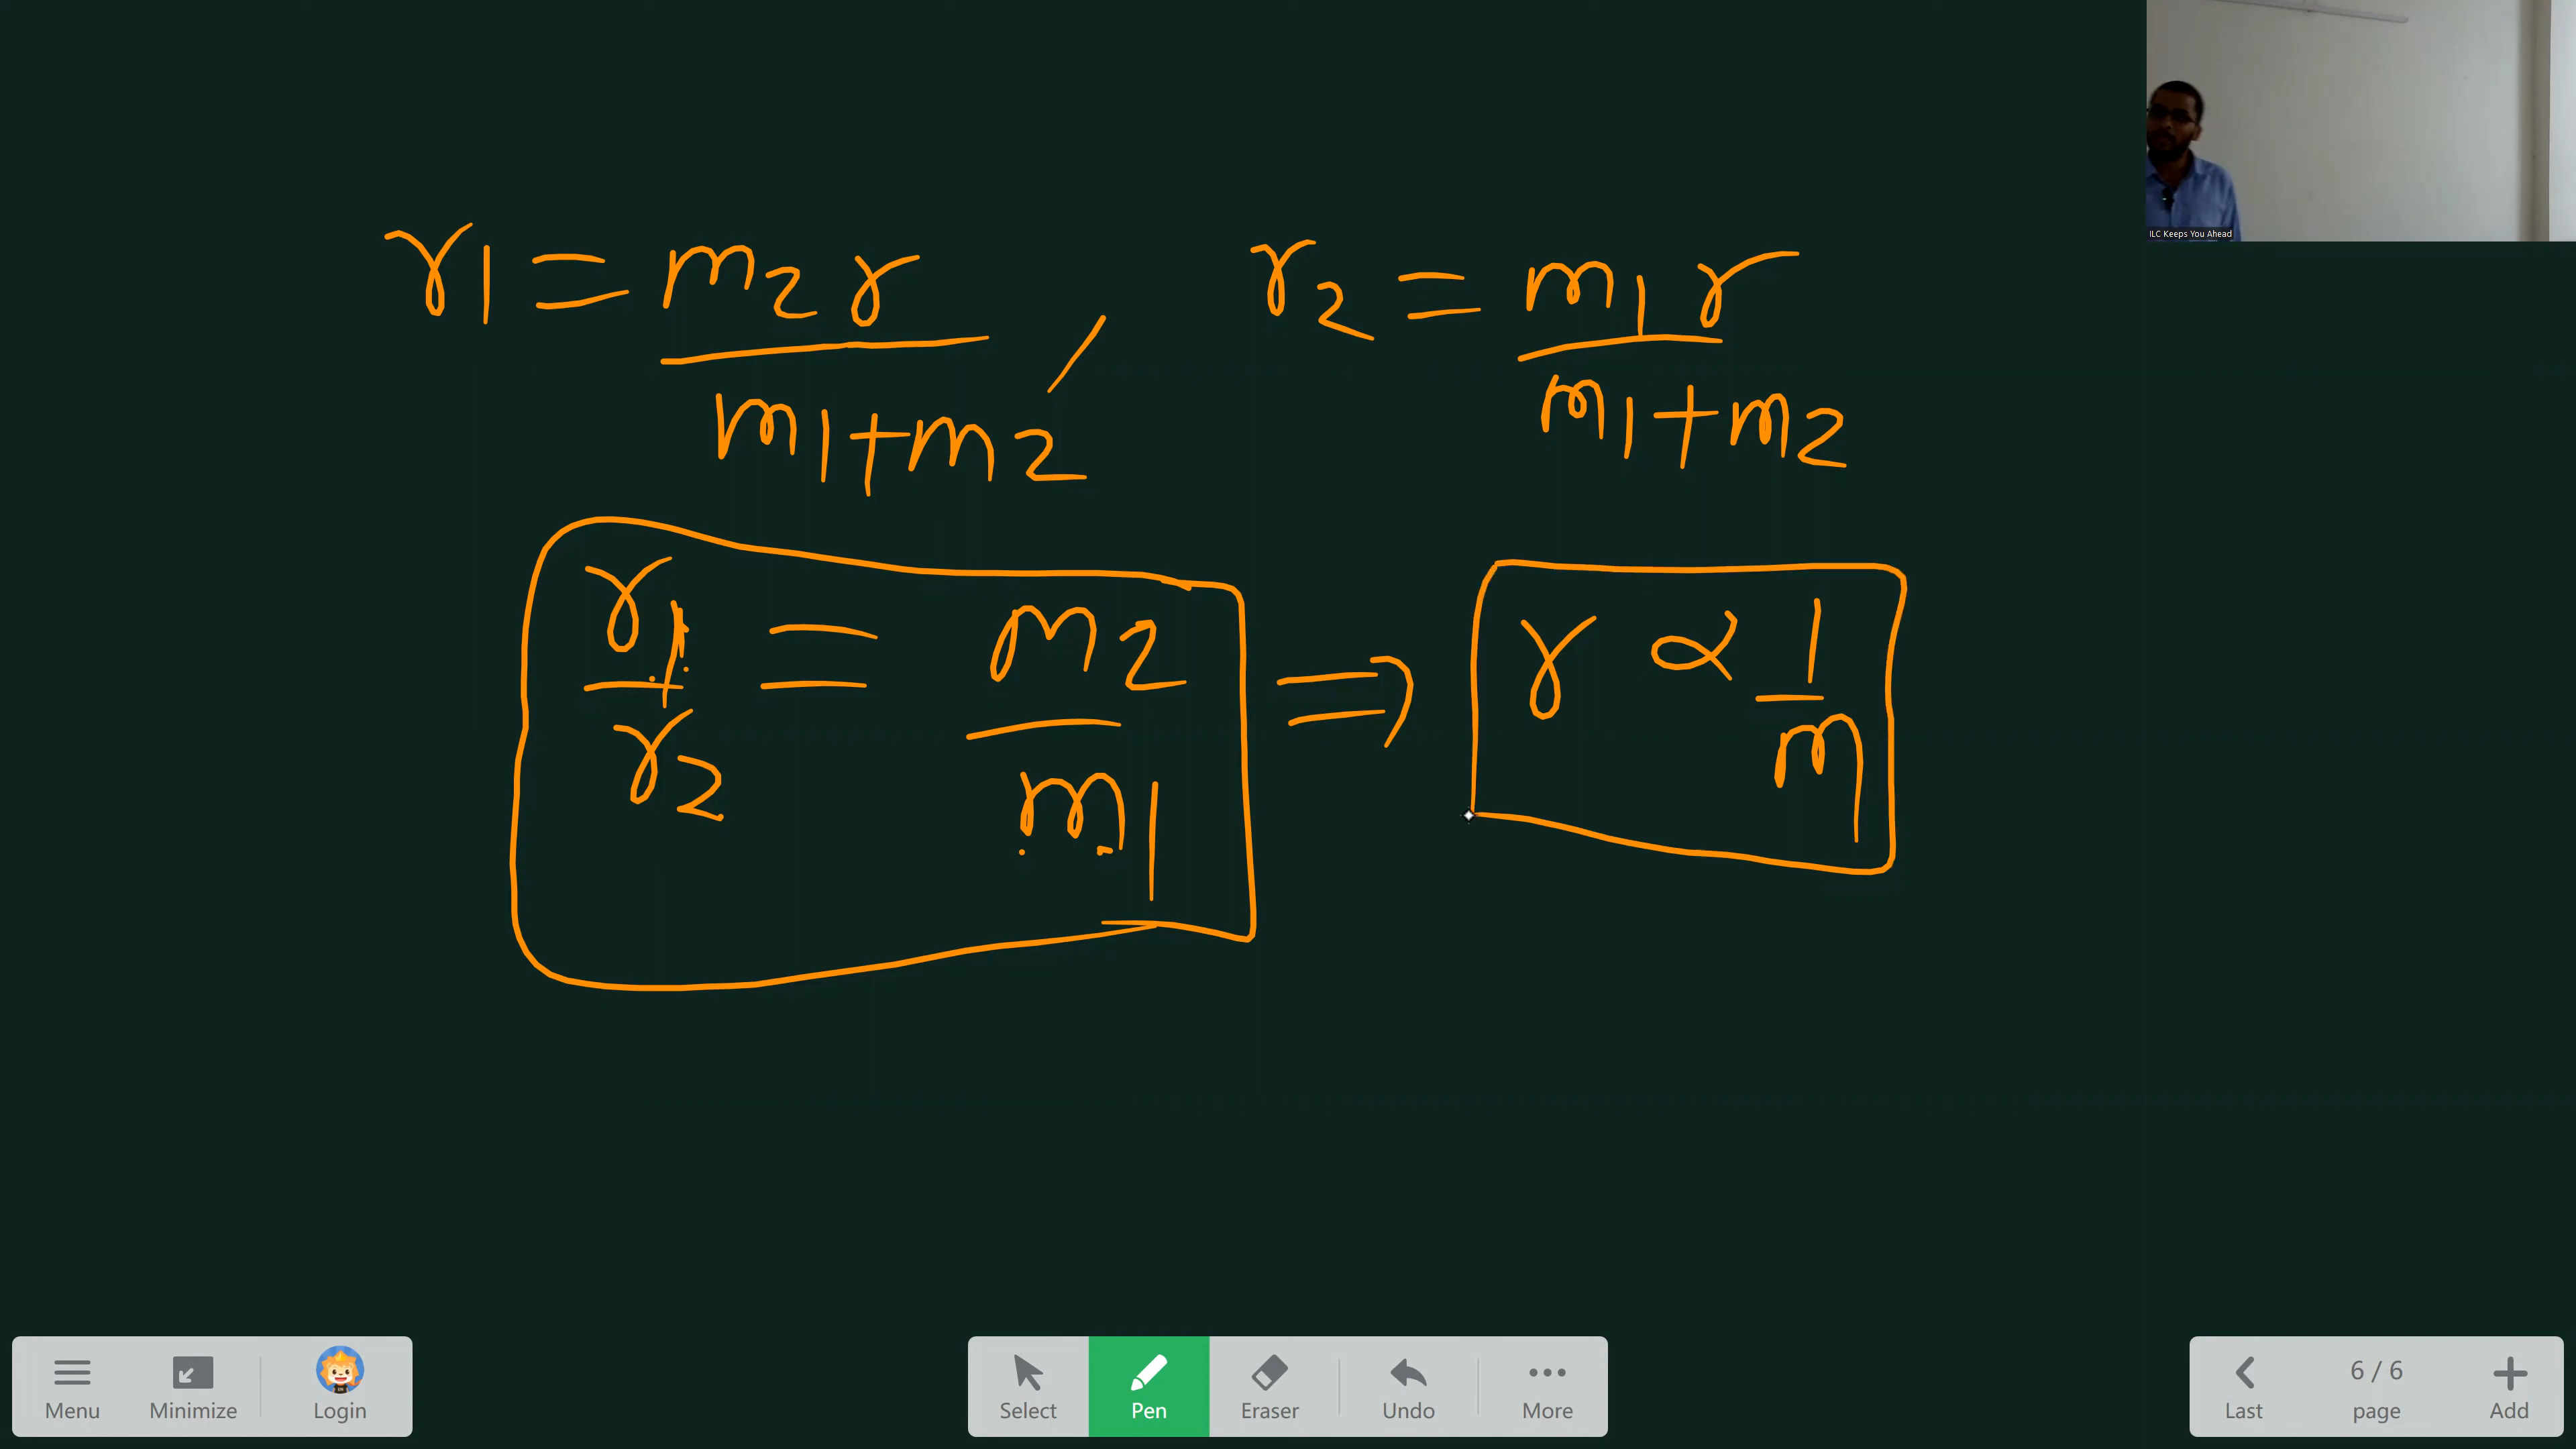 ILC Keeps You Ahead
r1 = m2 r / m1+m2 , r2 = m1 r / m1+m2
r1 / r2 = m2 / m1 ⇒ r ∝ 1 / m
Menu Minimize Login Select Pen Eraser Undo More Last 6 / 6 page Add